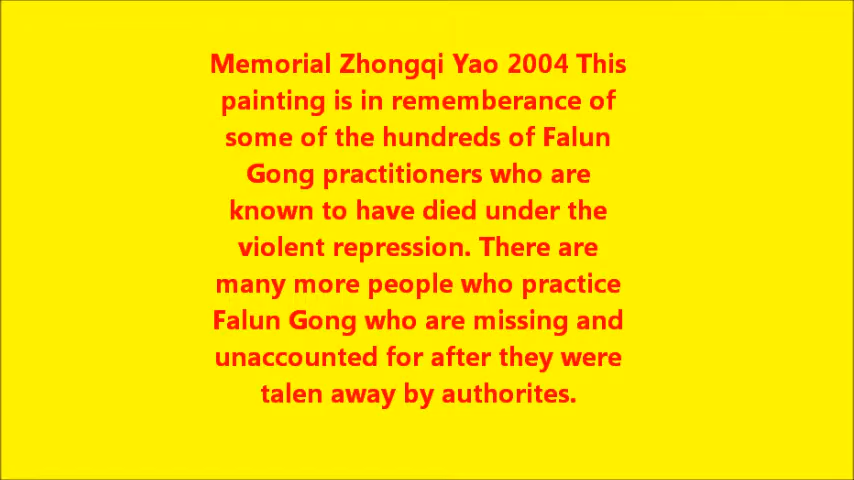 Memorial Zhongqi Yao 2004 This
painting is in rememberance of
some of the hundreds of Falun
Gong practitioners who are
known to have died under the
violent repression. There are
many more people who practice
Falun Gong who are missing and
unaccounted for after they were
talen away by authorites.